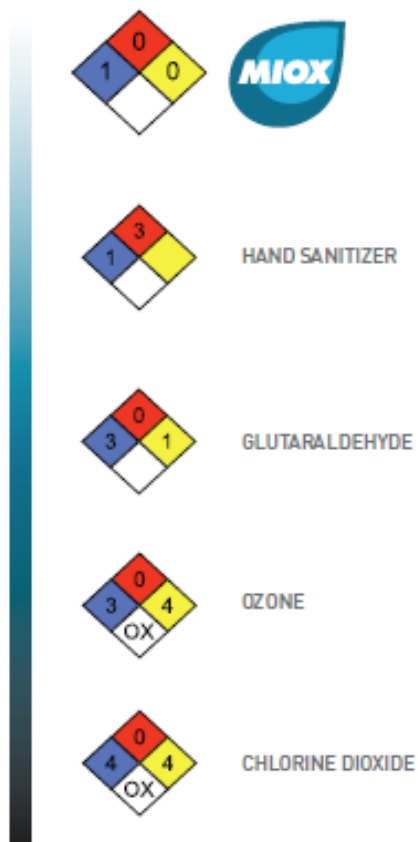 0
1 0
MIOX
3
1
HAND SANITIZER
0
3 1
GLUTARALDEHYDE
0
3 4
OX
OZONE
0
4 4
OX
CHLORINE DIOXIDE